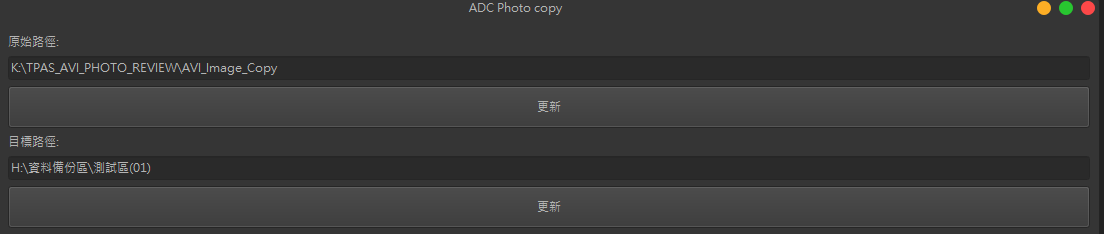 ADC Photo copy
原始路徑:
K:\TPAS_AVI_PHOTO_REVIEW\AVI_Image_Copy
更新
目標路徑:
H:\資料備份區\測試區(01)
更新